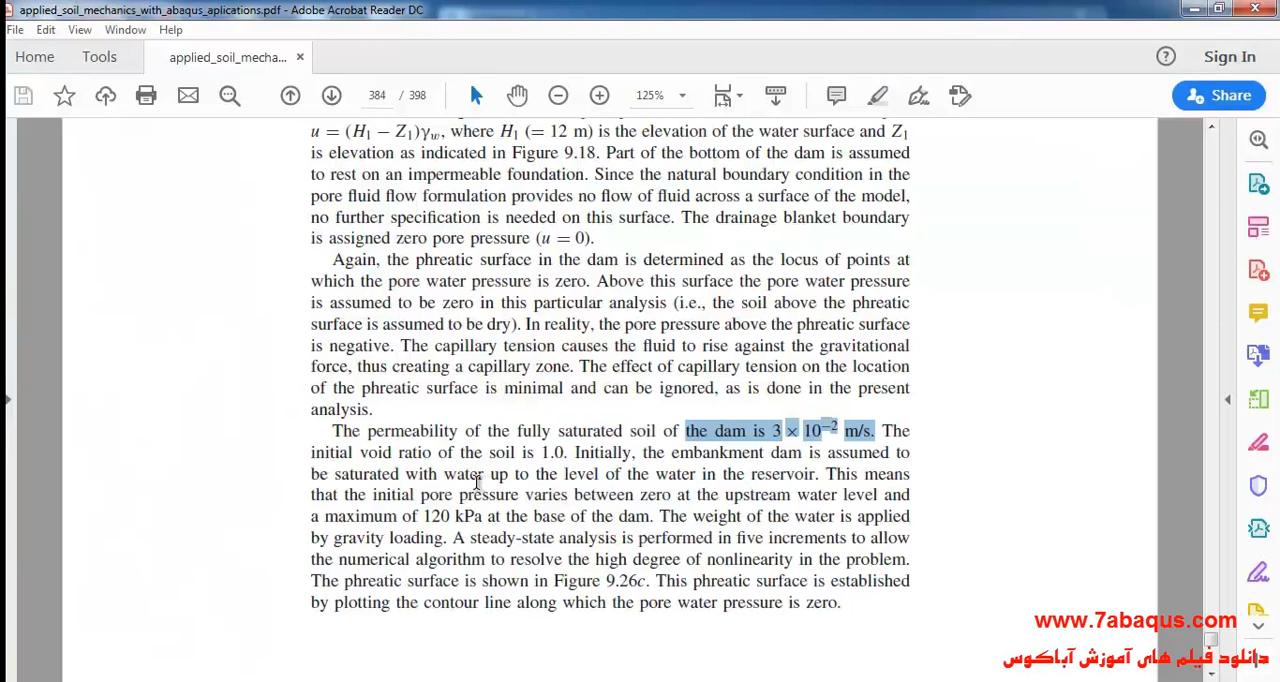 applied_soil_mechanics_with_abaqus_aplications.pdf - Adobe Acrobat Reader DC
File Edit View Window Help
Home Tools applied_soil_mecha... × ? Sign In
384 / 398 125% Share
u = (H₁ − Z₁)γw, where H₁ (= 12 m) is the elevation of the water surface and Z₁
is elevation as indicated in Figure 9.18. Part of the bottom of the dam is assumed
to rest on an impermeable foundation. Since the natural boundary condition in the
pore fluid flow formulation provides no flow of fluid across a surface of the model,
no further specification is needed on this surface. The drainage blanket boundary
is assigned zero pore pressure (u = 0).
Again, the phreatic surface in the dam is determined as the locus of points at
which the pore water pressure is zero. Above this surface the pore water pressure
is assumed to be zero in this particular analysis (i.e., the soil above the phreatic
surface is assumed to be dry). In reality, the pore pressure above the phreatic surface
is negative. The capillary tension causes the fluid to rise against the gravitational
force, thus creating a capillary zone. The effect of capillary tension on the location
of the phreatic surface is minimal and can be ignored, as is done in the present
analysis.
The permeability of the fully saturated soil of the dam is 3 × 10⁻² m/s. The
initial void ratio of the soil is 1.0. Initially, the embankment dam is assumed to
be saturated with water up to the level of the water in the reservoir. This means
that the initial pore pressure varies between zero at the upstream water level and
a maximum of 120 kPa at the base of the dam. The weight of the water is applied
by gravity loading. A steady-state analysis is performed in five increments to allow
the numerical algorithm to resolve the high degree of nonlinearity in the problem.
The phreatic surface is shown in Figure 9.26c. This phreatic surface is established
by plotting the contour line along which the pore water pressure is zero.
www.7abaqus.com
دانلود فیلم های آموزش آباکوس